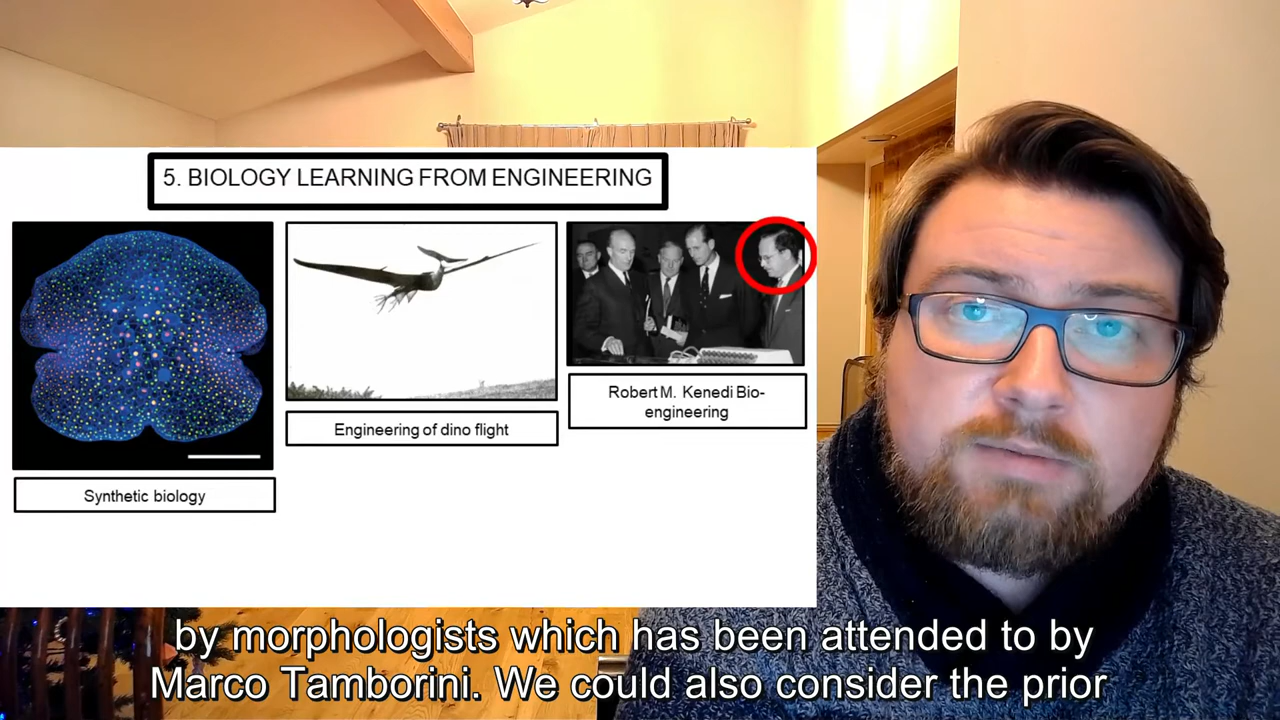 5. BIOLOGY LEARNING FROM ENGINEERING
Synthetic biology
Engineering of dino flight
Robert M. Kenedi Bio-
engineering
by morphologists which has been attended to by
Marco Tamborini. We could also consider the prior